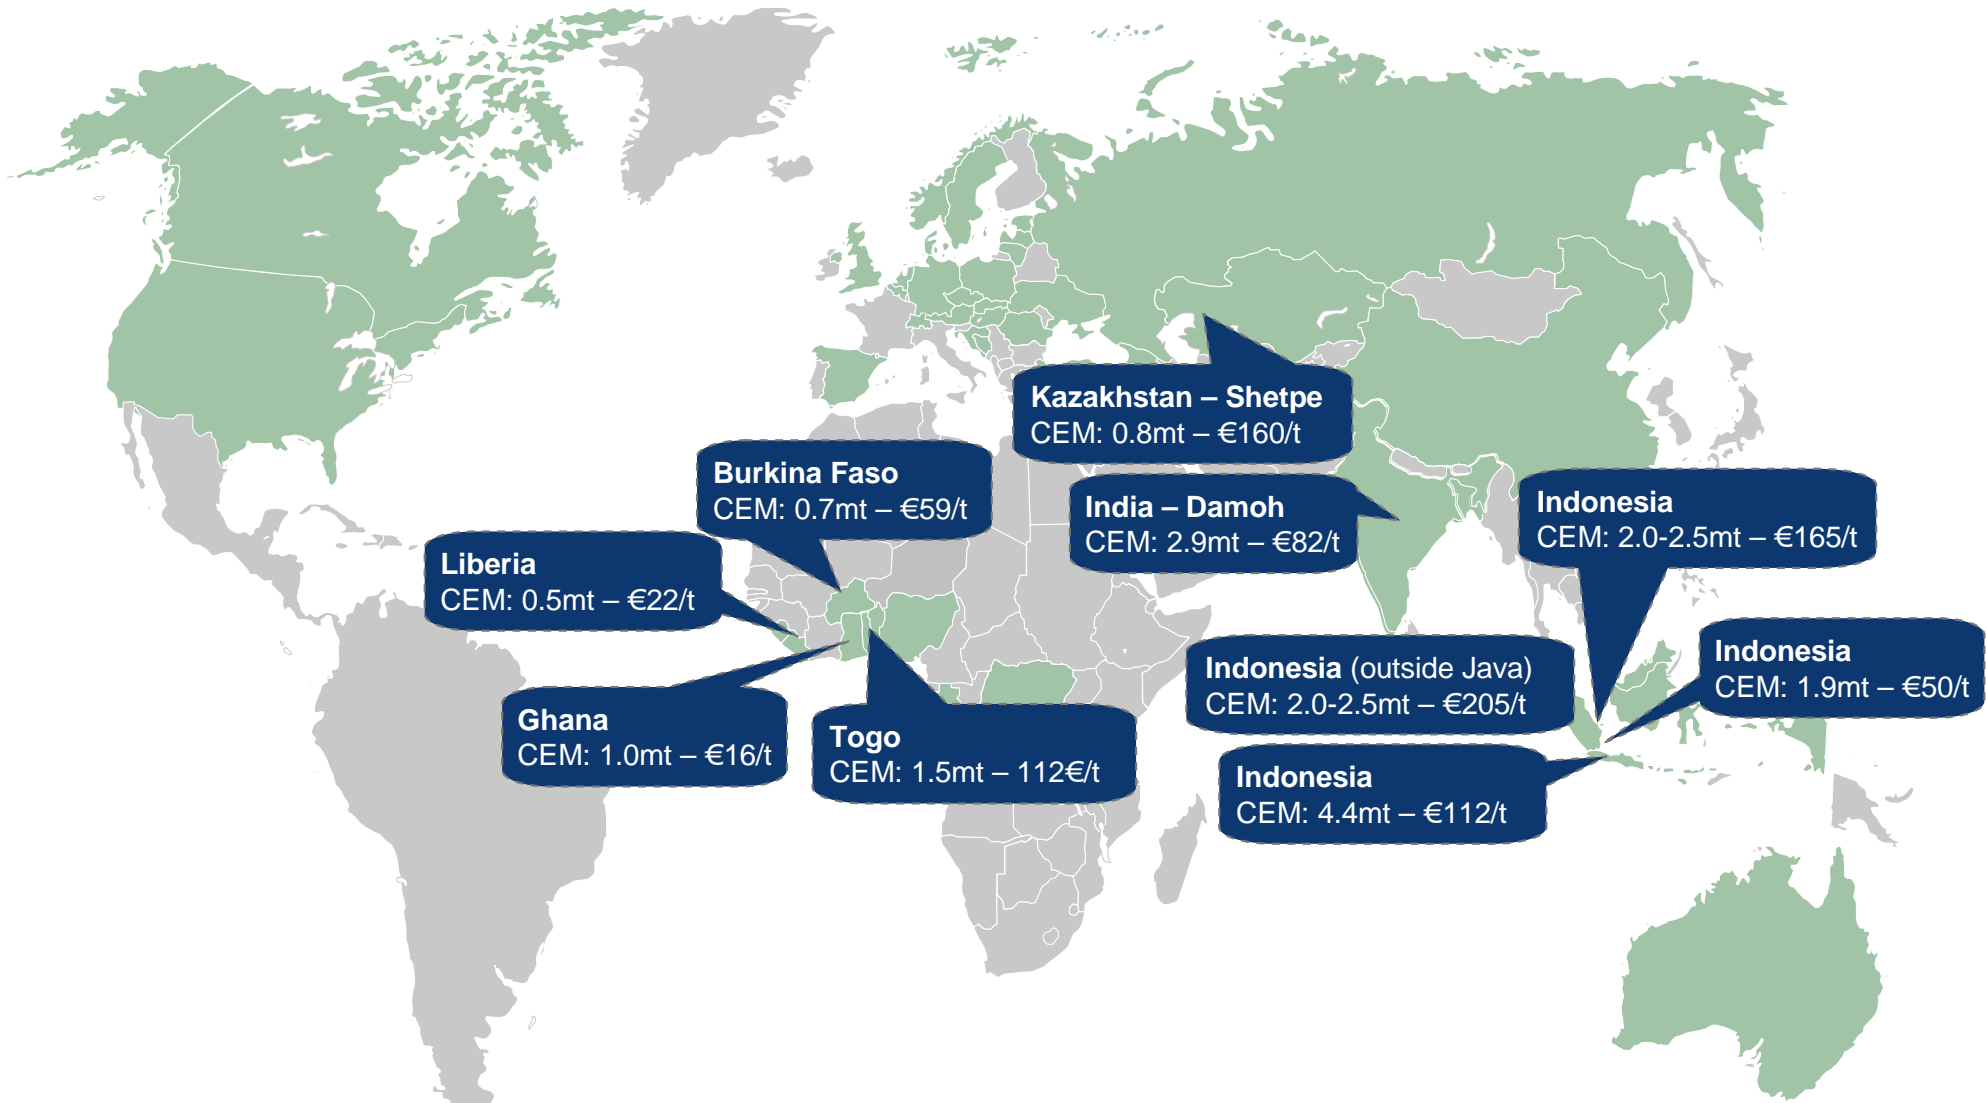 Kazakhstan – Shetpe
CEM: 0.8mt – €160/t
Burkina Faso
CEM: 0.7mt – €59/t
India – Damoh
CEM: 2.9mt – €82/t
Indonesia
CEM: 2.0-2.5mt – €165/t
Liberia
CEM: 0.5mt – €22/t
Indonesia (outside Java)
CEM: 2.0-2.5mt – €205/t
Indonesia
CEM: 1.9mt – €50/t
Ghana
CEM: 1.0mt – €16/t
Togo
CEM: 1.5mt – 112€/t
Indonesia
CEM: 4.4mt – €112/t